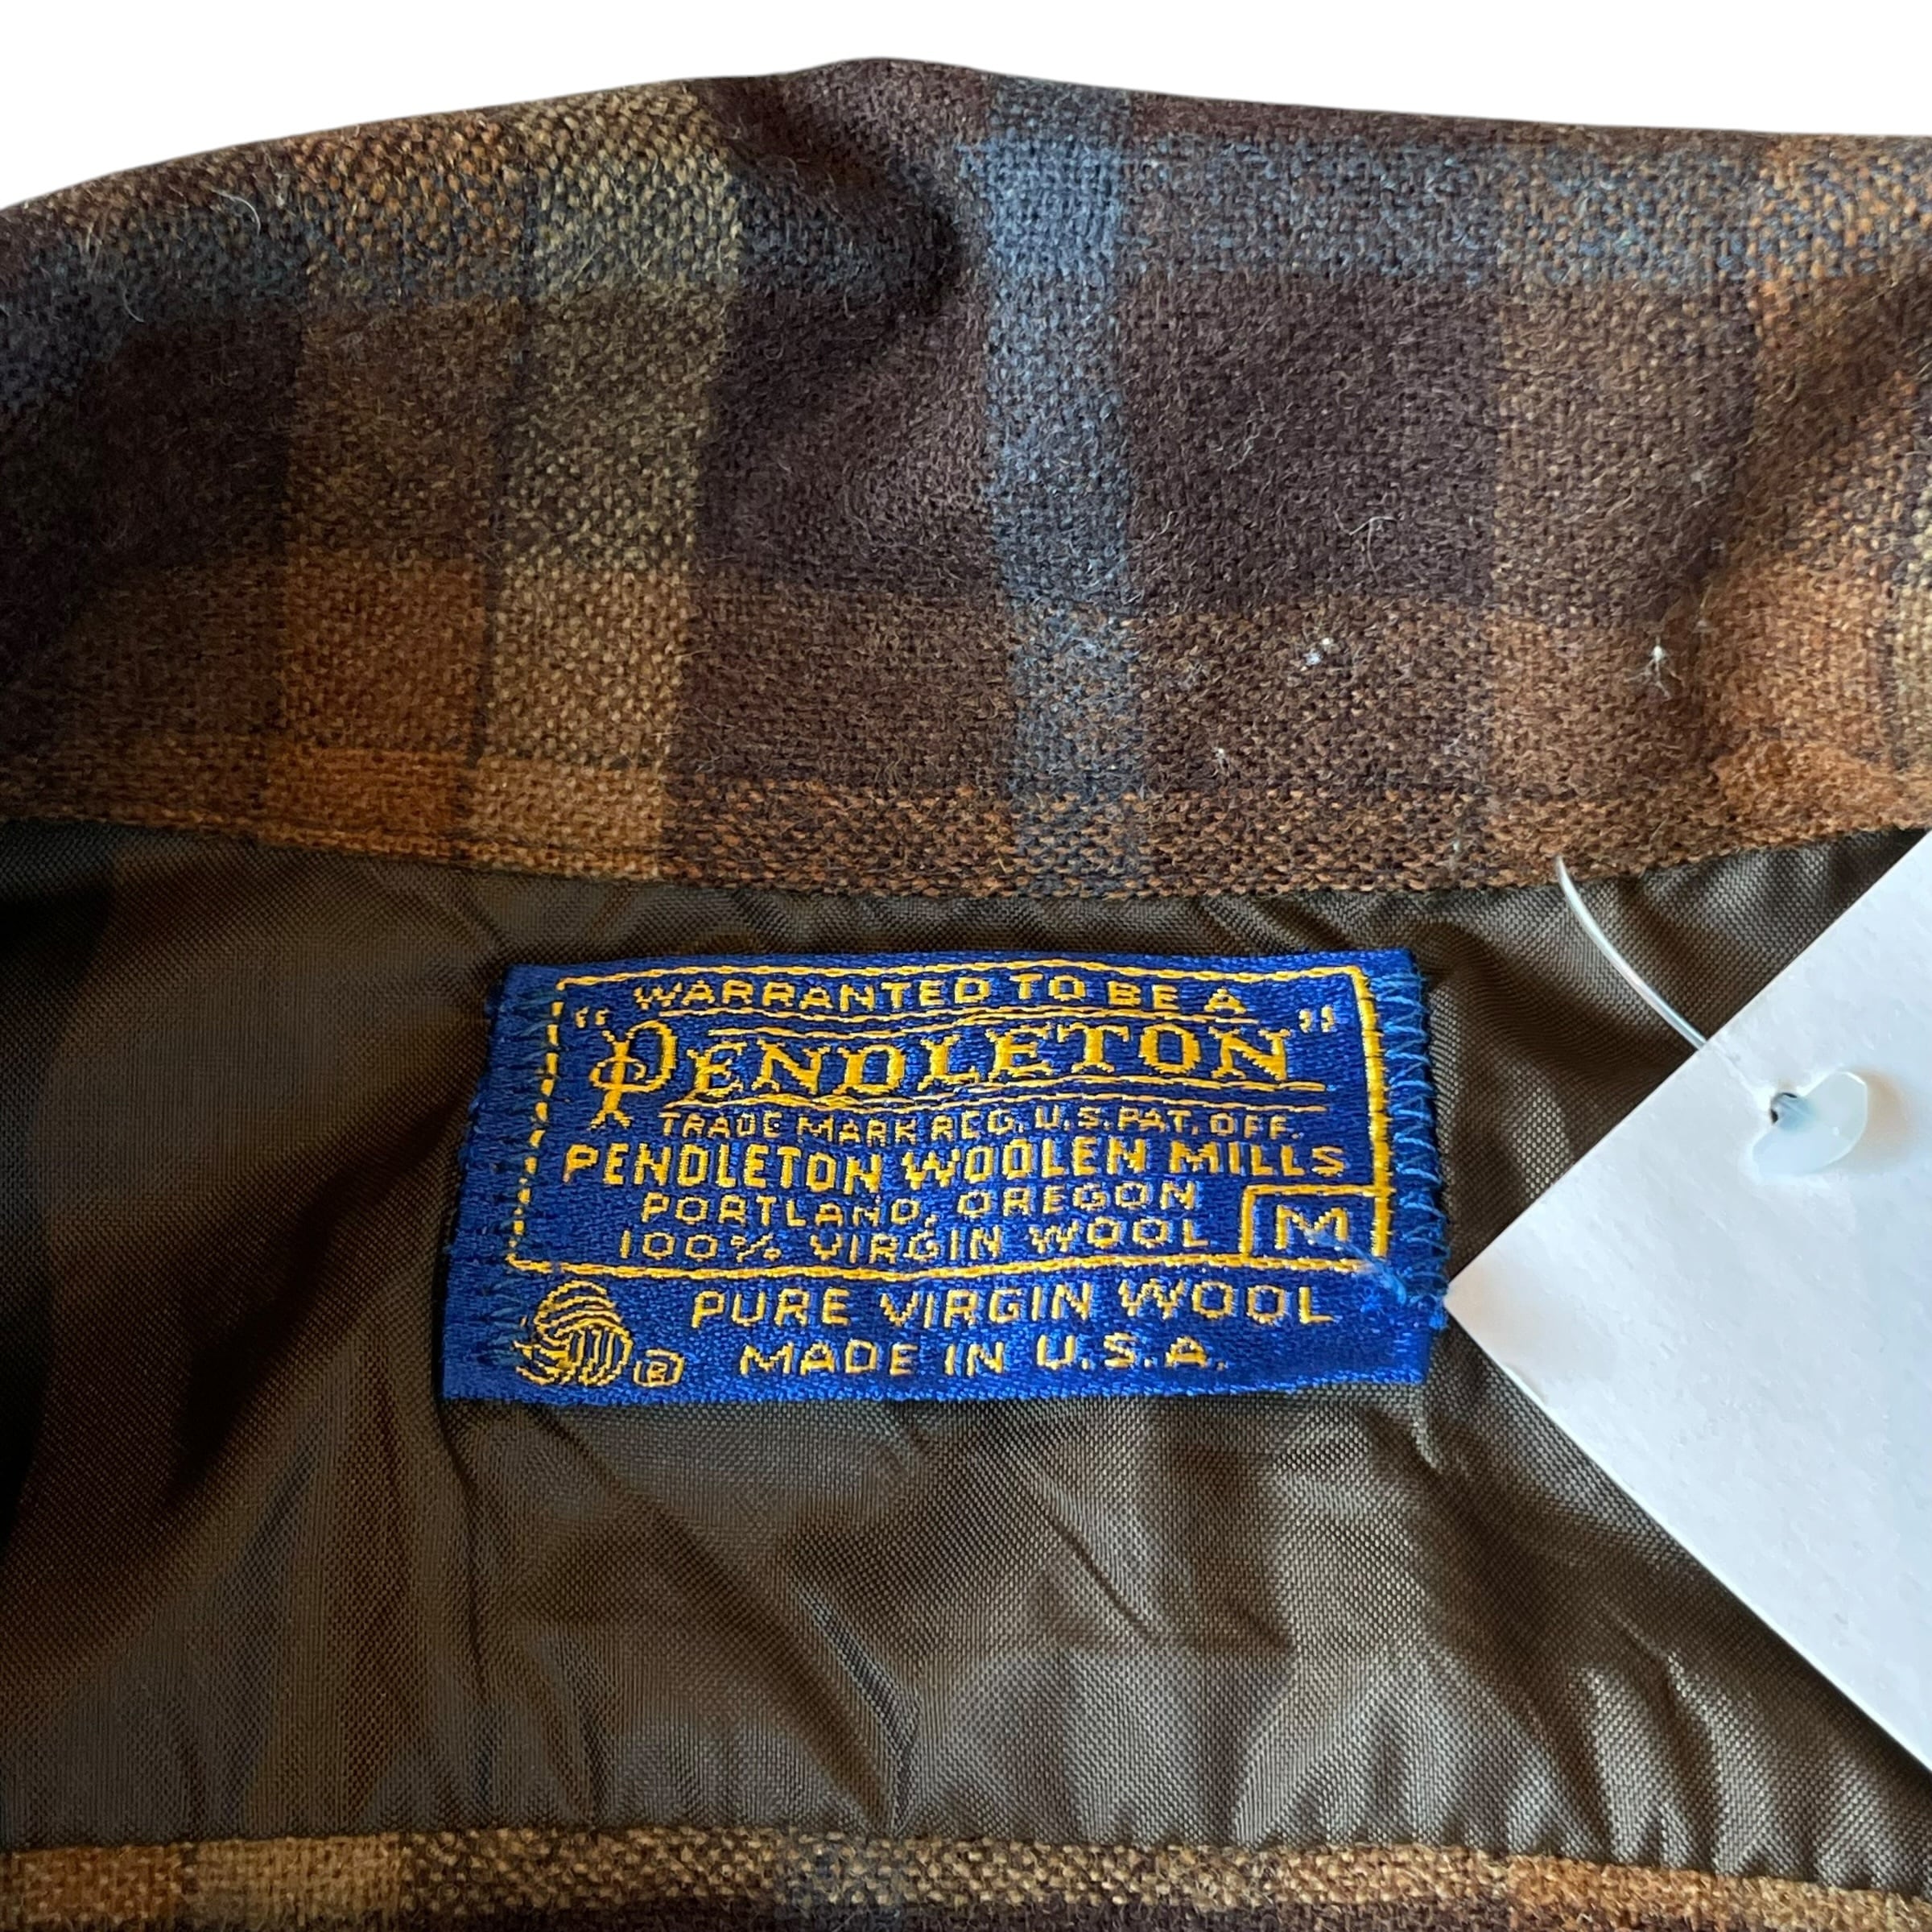 WARRANTED TO BE A
"PENDLETON"
TRADE MARK REG. U.S. PAT. OFF.
PENDLETON WOOLEN MILLS
PORTLAND, OREGON
100% VIRGIN WOOL M
PURE VIRGIN WOOL
® MADE IN U.S.A.